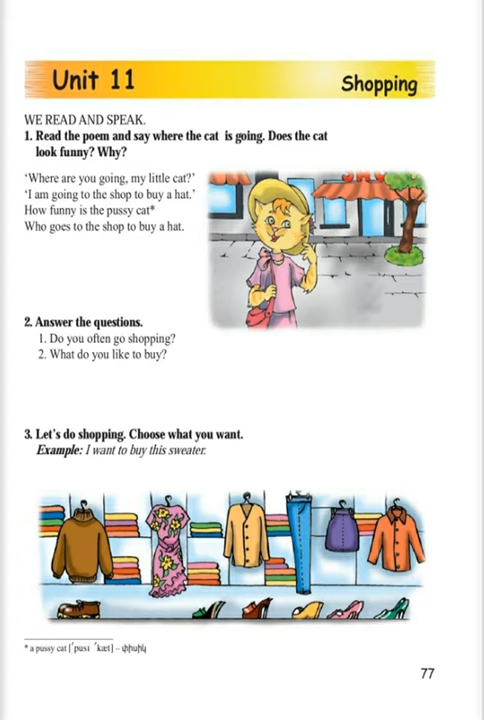 Unit 11
Shopping
WE READ AND SPEAK.
1. Read the poem and say where the cat is going. Does the cat
look funny? Why?
‘Where are you going, my little cat?’
‘I am going to the shop to buy a hat.’
How funny is the pussy cat*
Who goes to the shop to buy a hat.
2. Answer the questions.
1. Do you often go shopping?
2. What do you like to buy?
3. Let’s do shopping. Choose what you want.
Example: I want to buy this sweater.
* a pussy cat [ˈpusı ˈkæt] – փիսիկ
77